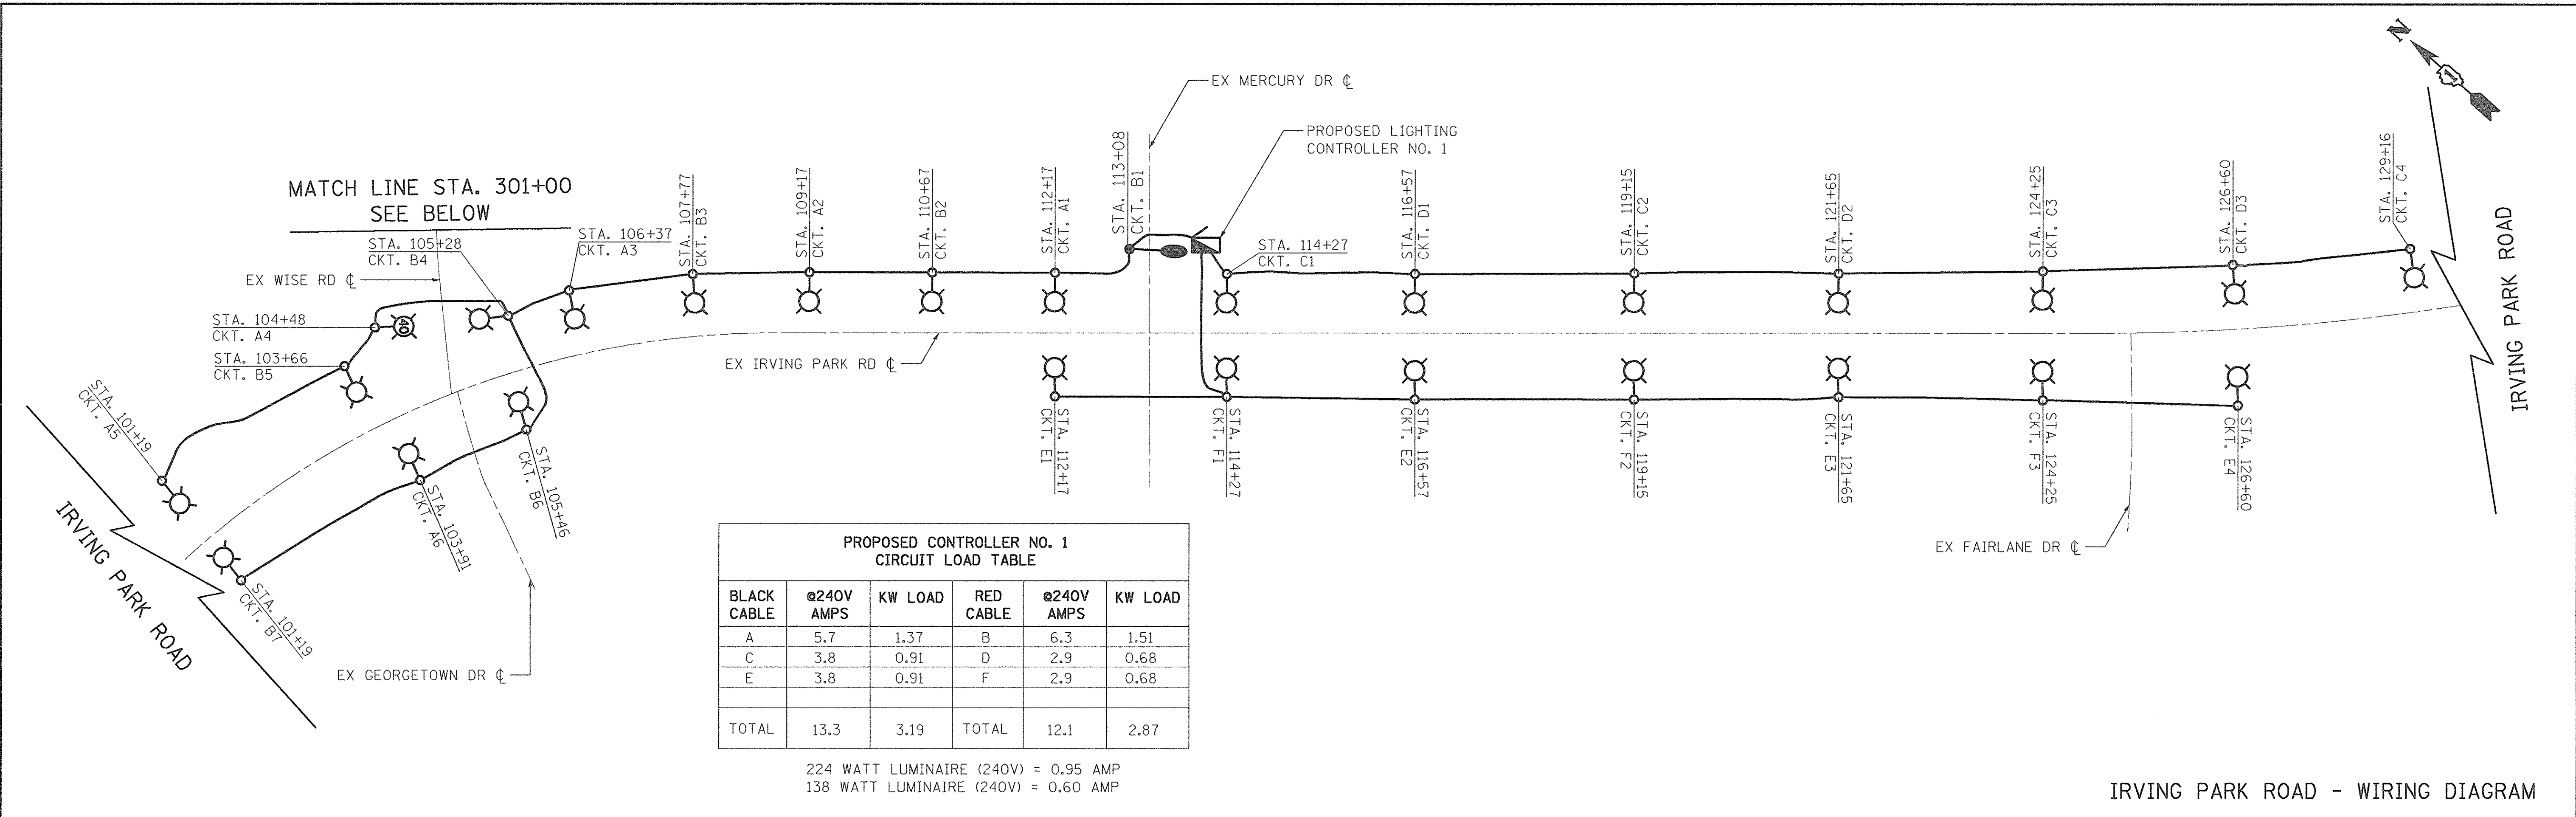 EX MERCURY DR ℄
PROPOSED LIGHTING
CONTROLLER NO. 1
N
1
MATCH LINE STA. 301+00
SEE BELOW
STA. 105+28
CKT. B4
STA. 106+37
CKT. A3
STA. 107+77
CKT. B3
STA. 109+17
CKT. A2
STA. 110+67
CKT. B2
STA. 112+17
CKT. A1
STA. 113+08
CKT. B1
STA. 114+27
CKT. C1
STA. 116+57
CKT. D1
STA. 119+15
CKT. C2
STA. 121+65
CKT. D2
STA. 124+25
CKT. C3
STA. 126+60
CKT. D3
STA. 129+16
CKT. C4
IRVING PARK ROAD
EX WISE RD ℄
STA. 104+48
CKT. A4
40
STA. 103+66
CKT. B5
STA. 101+19
CKT. A5
EX IRVING PARK RD ℄
STA. 112+17
CKT. E1
STA. 114+27
CKT. F1
STA. 116+57
CKT. E2
STA. 119+15
CKT. F2
STA. 121+65
CKT. E3
STA. 124+25
CKT. F3
STA. 126+60
CKT. E4
EX FAIRLANE DR ℄
STA. 105+46
CKT. B6
STA. 103+91
CKT. A6
STA. 101+19
CKT. B7
IRVING PARK ROAD
EX GEORGETOWN DR ℄
PROPOSED CONTROLLER NO. 1
CIRCUIT LOAD TABLE
BLACK CABLE @240V AMPS KW LOAD RED CABLE @240V AMPS KW LOAD
A 5.7 1.37 B 6.3 1.51
C 3.8 0.91 D 2.9 0.68
E 3.8 0.91 F 2.9 0.68
TOTAL 13.3 3.19 TOTAL 12.1 2.87
224 WATT LUMINAIRE (240V) = 0.95 AMP
138 WATT LUMINAIRE (240V) = 0.60 AMP
IRVING PARK ROAD - WIRING DIAGRAM